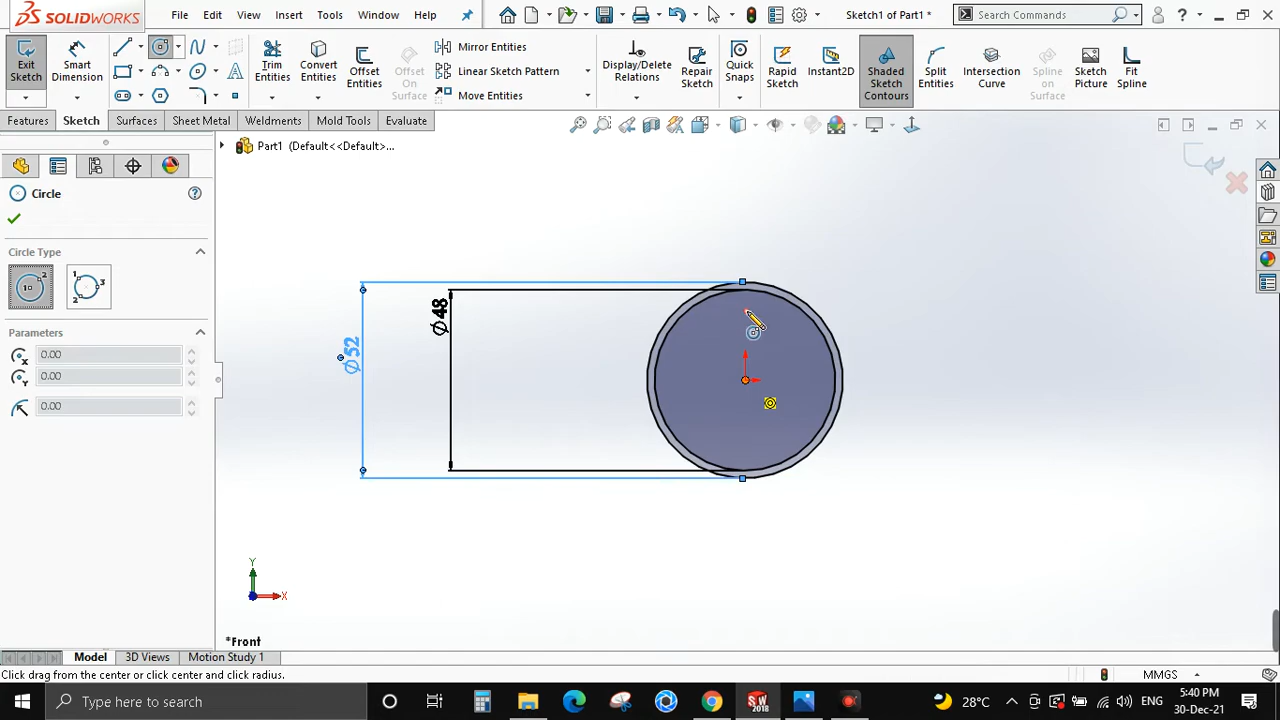 SOLIDWORKS
File Edit View Insert Tools Window Help
Sketch1 of Part1 *
Search Commands
Exit Sketch
Smart Dimension
Trim Entities
Convert Entities
Offset Entities
Offset On Surface
Mirror Entities
Linear Sketch Pattern
Move Entities
Display/Delete Relations
Repair Sketch
Quick Snaps
Rapid Sketch
Instant2D
Shaded Sketch Contours
Split Entities
Intersection Curve
Spline on Surface
Sketch Picture
Fit Spline
Features Sketch Surfaces Sheet Metal Weldments Mold Tools Evaluate
Part1 (Default<<Default>...
Circle
Circle Type
Parameters
0.00
0.00
0.00
Ø52
Ø48
Y
X
*Front
Model 3D Views Motion Study 1
Click drag from the center or click center and click radius.
MMGS
Type here to search
28°C
ENG
5:40 PM
30-Dec-21